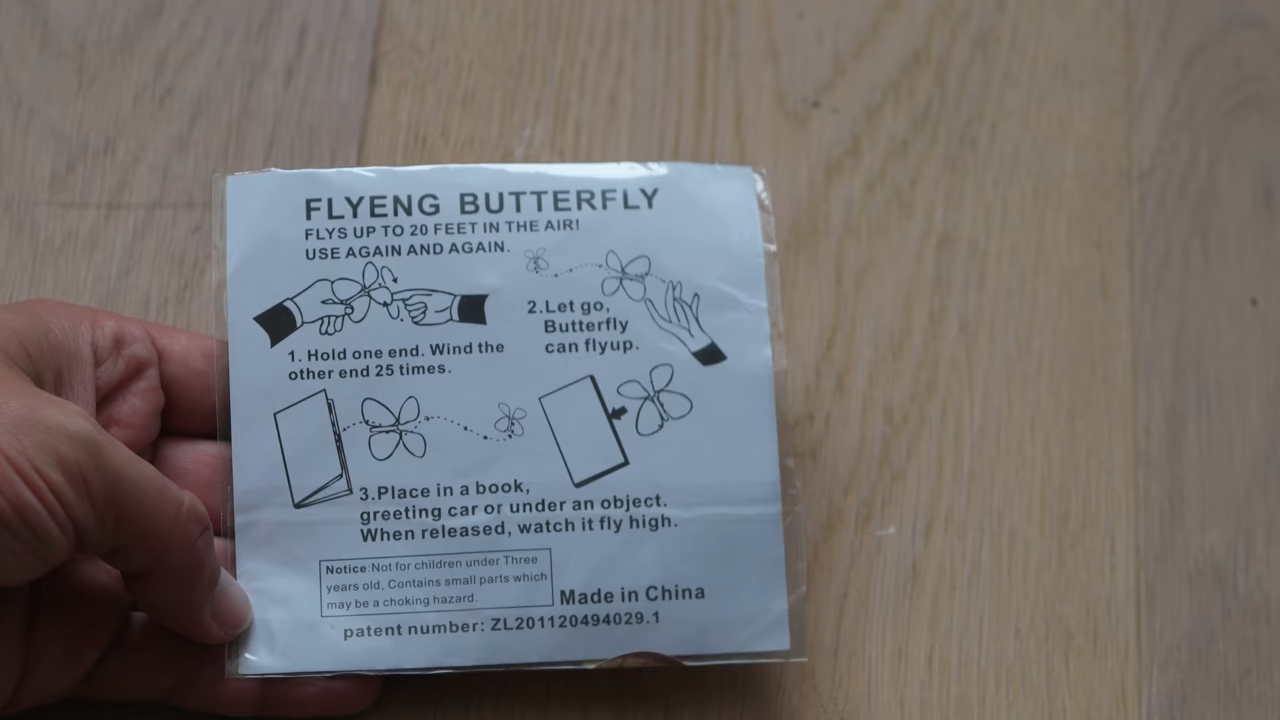 FLYENG BUTTERFLY
FLYS UP TO 20 FEET IN THE AIR!
USE AGAIN AND AGAIN.
1. Hold one end. Wind the
other end 25 times.
2.Let go,
Butterfly
can flyup.
3.Place in a book,
greeting car or under an object.
When released, watch it fly high.
Notice:Not for children under Three
years old, Contains small parts which
may be a choking hazard.
Made in China
patent number: ZL201120494029.1